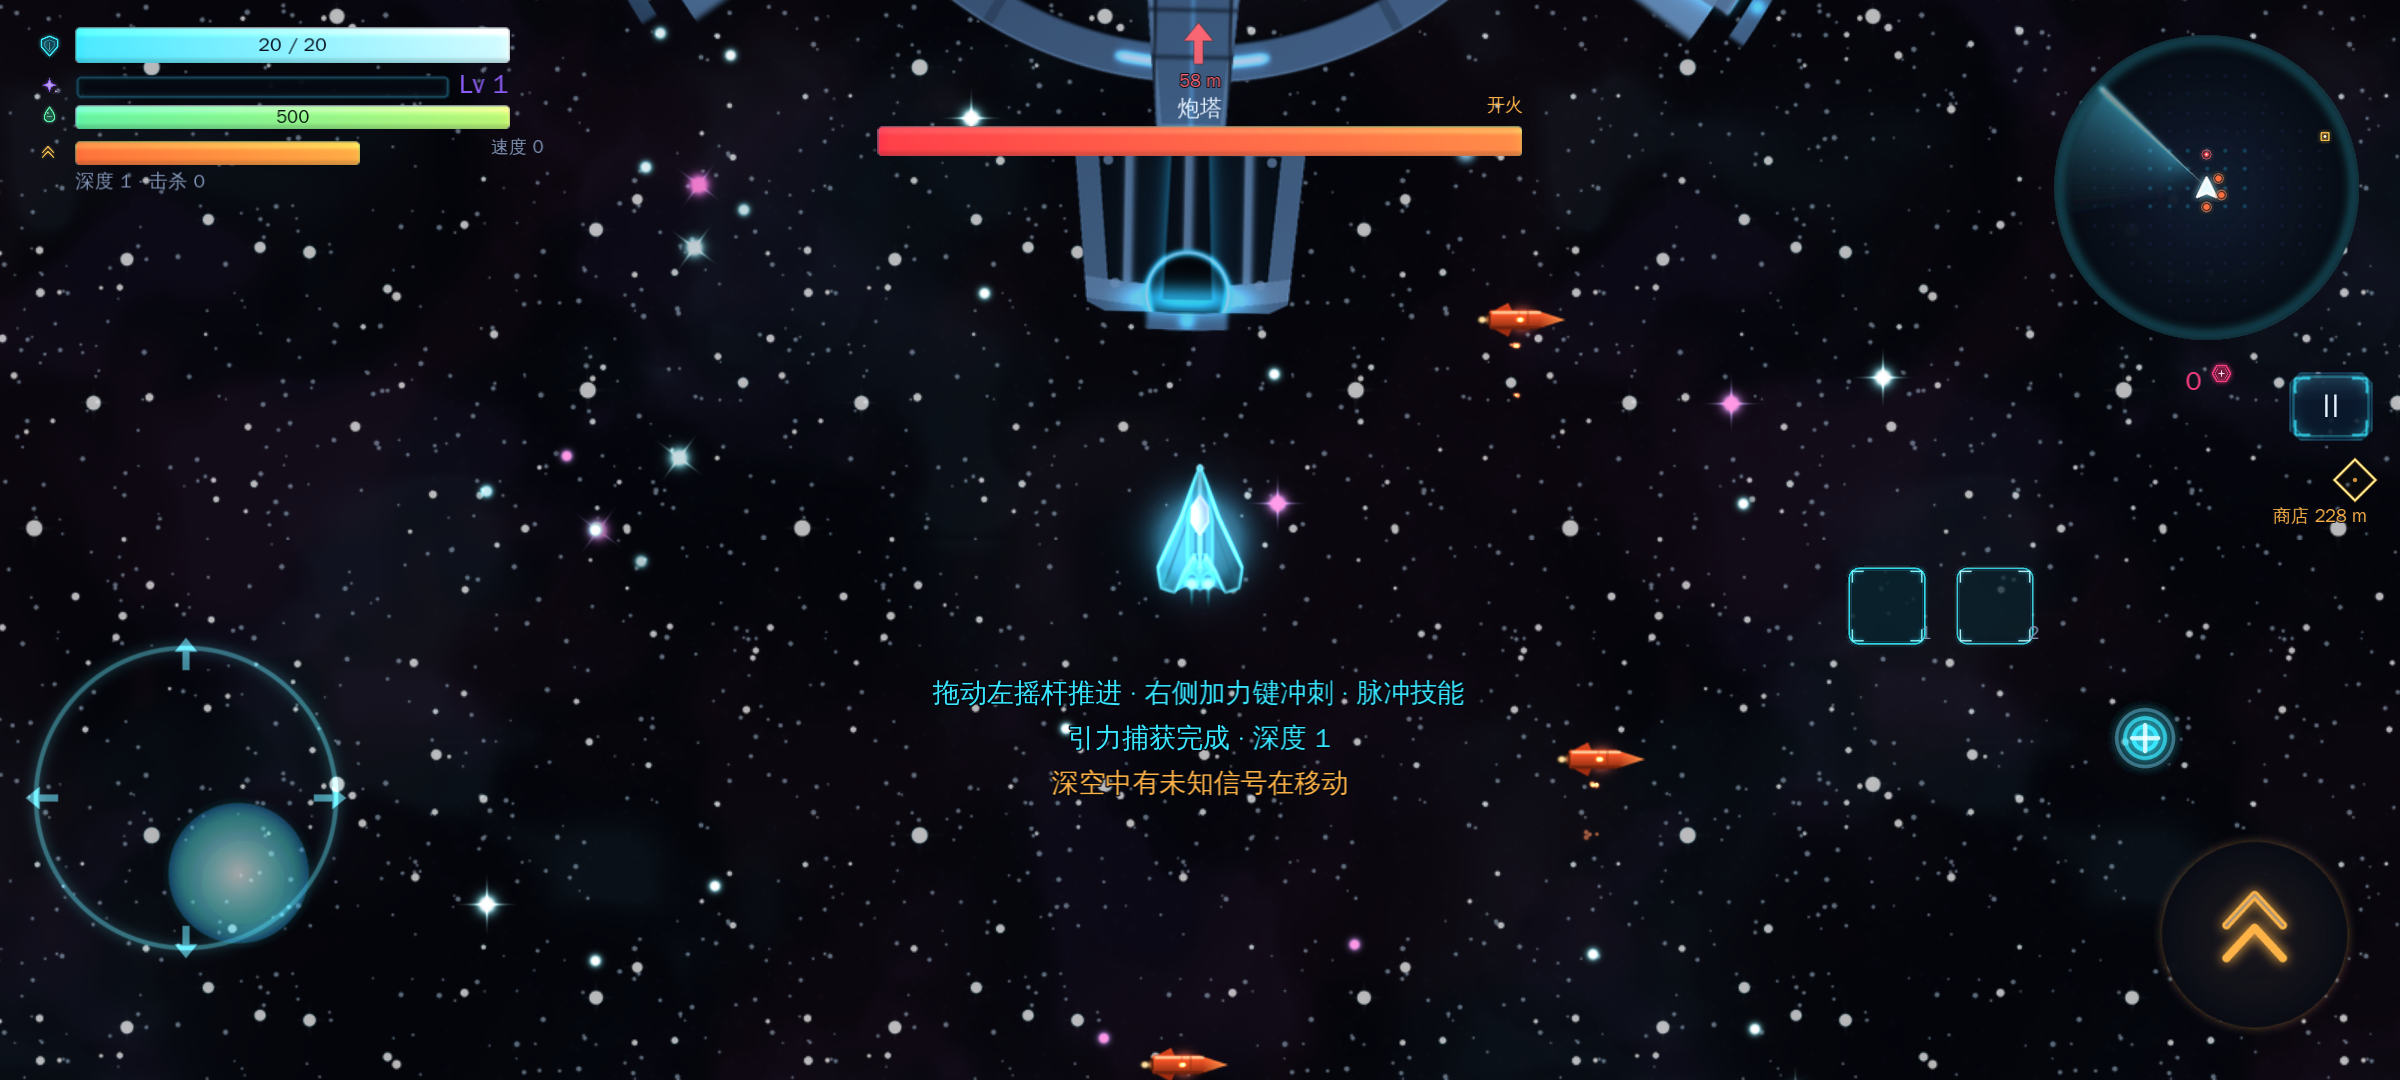 20 / 20
Lv 1
500
速度 0
深度 1 · 击杀 0
58 m
炮塔
开火
0
商店 228 m
1
2
拖动左摇杆推进 · 右侧加力键冲刺 · 脉冲技能
引力捕获完成 · 深度 1
深空中有未知信号在移动